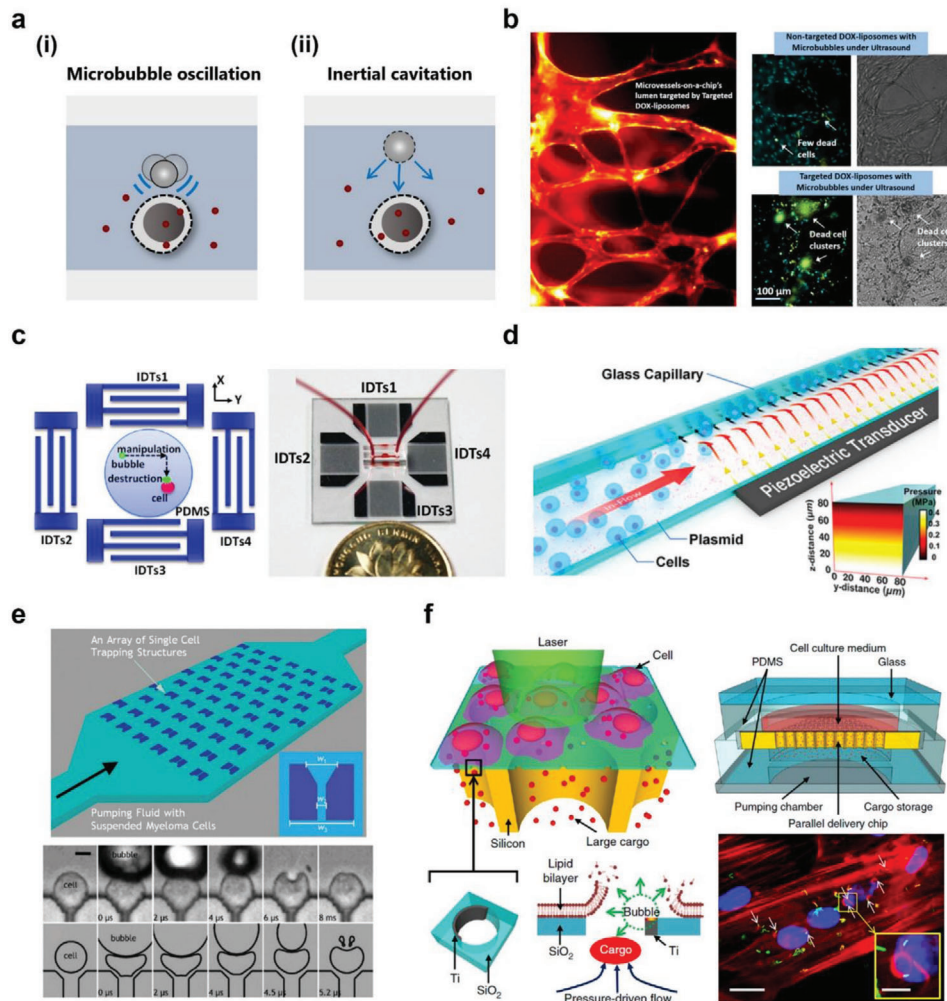 a
(i)
Microbubble oscillation
(ii)
Inertial cavitation
b
Microvessels-on-a-chip's
lumen targeted by Targeted
DOX-liposomes
Non-targeted DOX-liposomes with
Microbubbles under Ultrasound
Few dead
cells
Targeted DOX-liposomes with
Microbubbles under Ultrasound
Dead cell
clusters
100 µm
Dead ce
clusters
c
IDTs1
X
Y
manipulation
bubble
destruction
cell
PDMS
IDTs2
IDTs3
IDTs4
IDTs1
IDTs2
IDTs4
IDTs3
d
Glass Capillary
In-Flow
Piezoelectric Transducer
Plasmid
Cells
Pressure
(MPa)
0.4
0.3
0.2
0.1
0
z-distance (µm)
80
60
40
20
0
0 20 40 60 80
y-distance (µm)
e
An Array of Single Cell
Trapping Structures
Pumping Fluid with
Suspended Myeloma Cells
W₁
W₂
bubble
cell
0 µs
2 µs
4 µs
6 µs
8 ms
bubble
cell
0 µs
2 µs
4 µs
4.5 µs
5.2 µs
f
Laser
Cell
Silicon
Large cargo
Ti
SiO₂
Lipid
bilayer
Bubble
SiO₂
Ti
Cargo
Pressure-driven flow
Cell culture medium
PDMS
Glass
Pumping chamber
Cargo storage
Parallel delivery chip